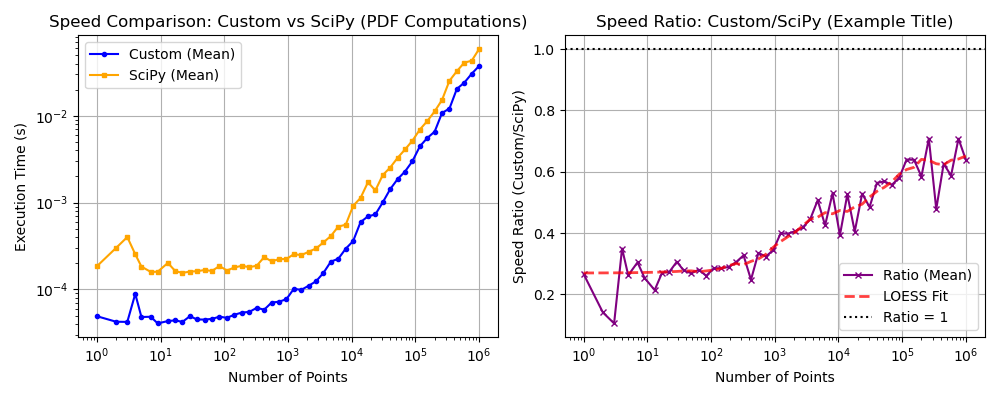 Speed Comparison: Custom vs SciPy (PDF Computations)
Custom (Mean)
SciPy (Mean)
Execution Time (s)
10⁻²
10⁻³
10⁻⁴
10⁰ 10¹ 10² 10³ 10⁴ 10⁵ 10⁶
Number of Points
Speed Ratio: Custom/SciPy (Example Title)
Speed Ratio (Custom/SciPy)
1.0
0.8
0.6
0.4
0.2
Ratio (Mean)
LOESS Fit
Ratio = 1
10⁰ 10¹ 10² 10³ 10⁴ 10⁵ 10⁶
Number of Points